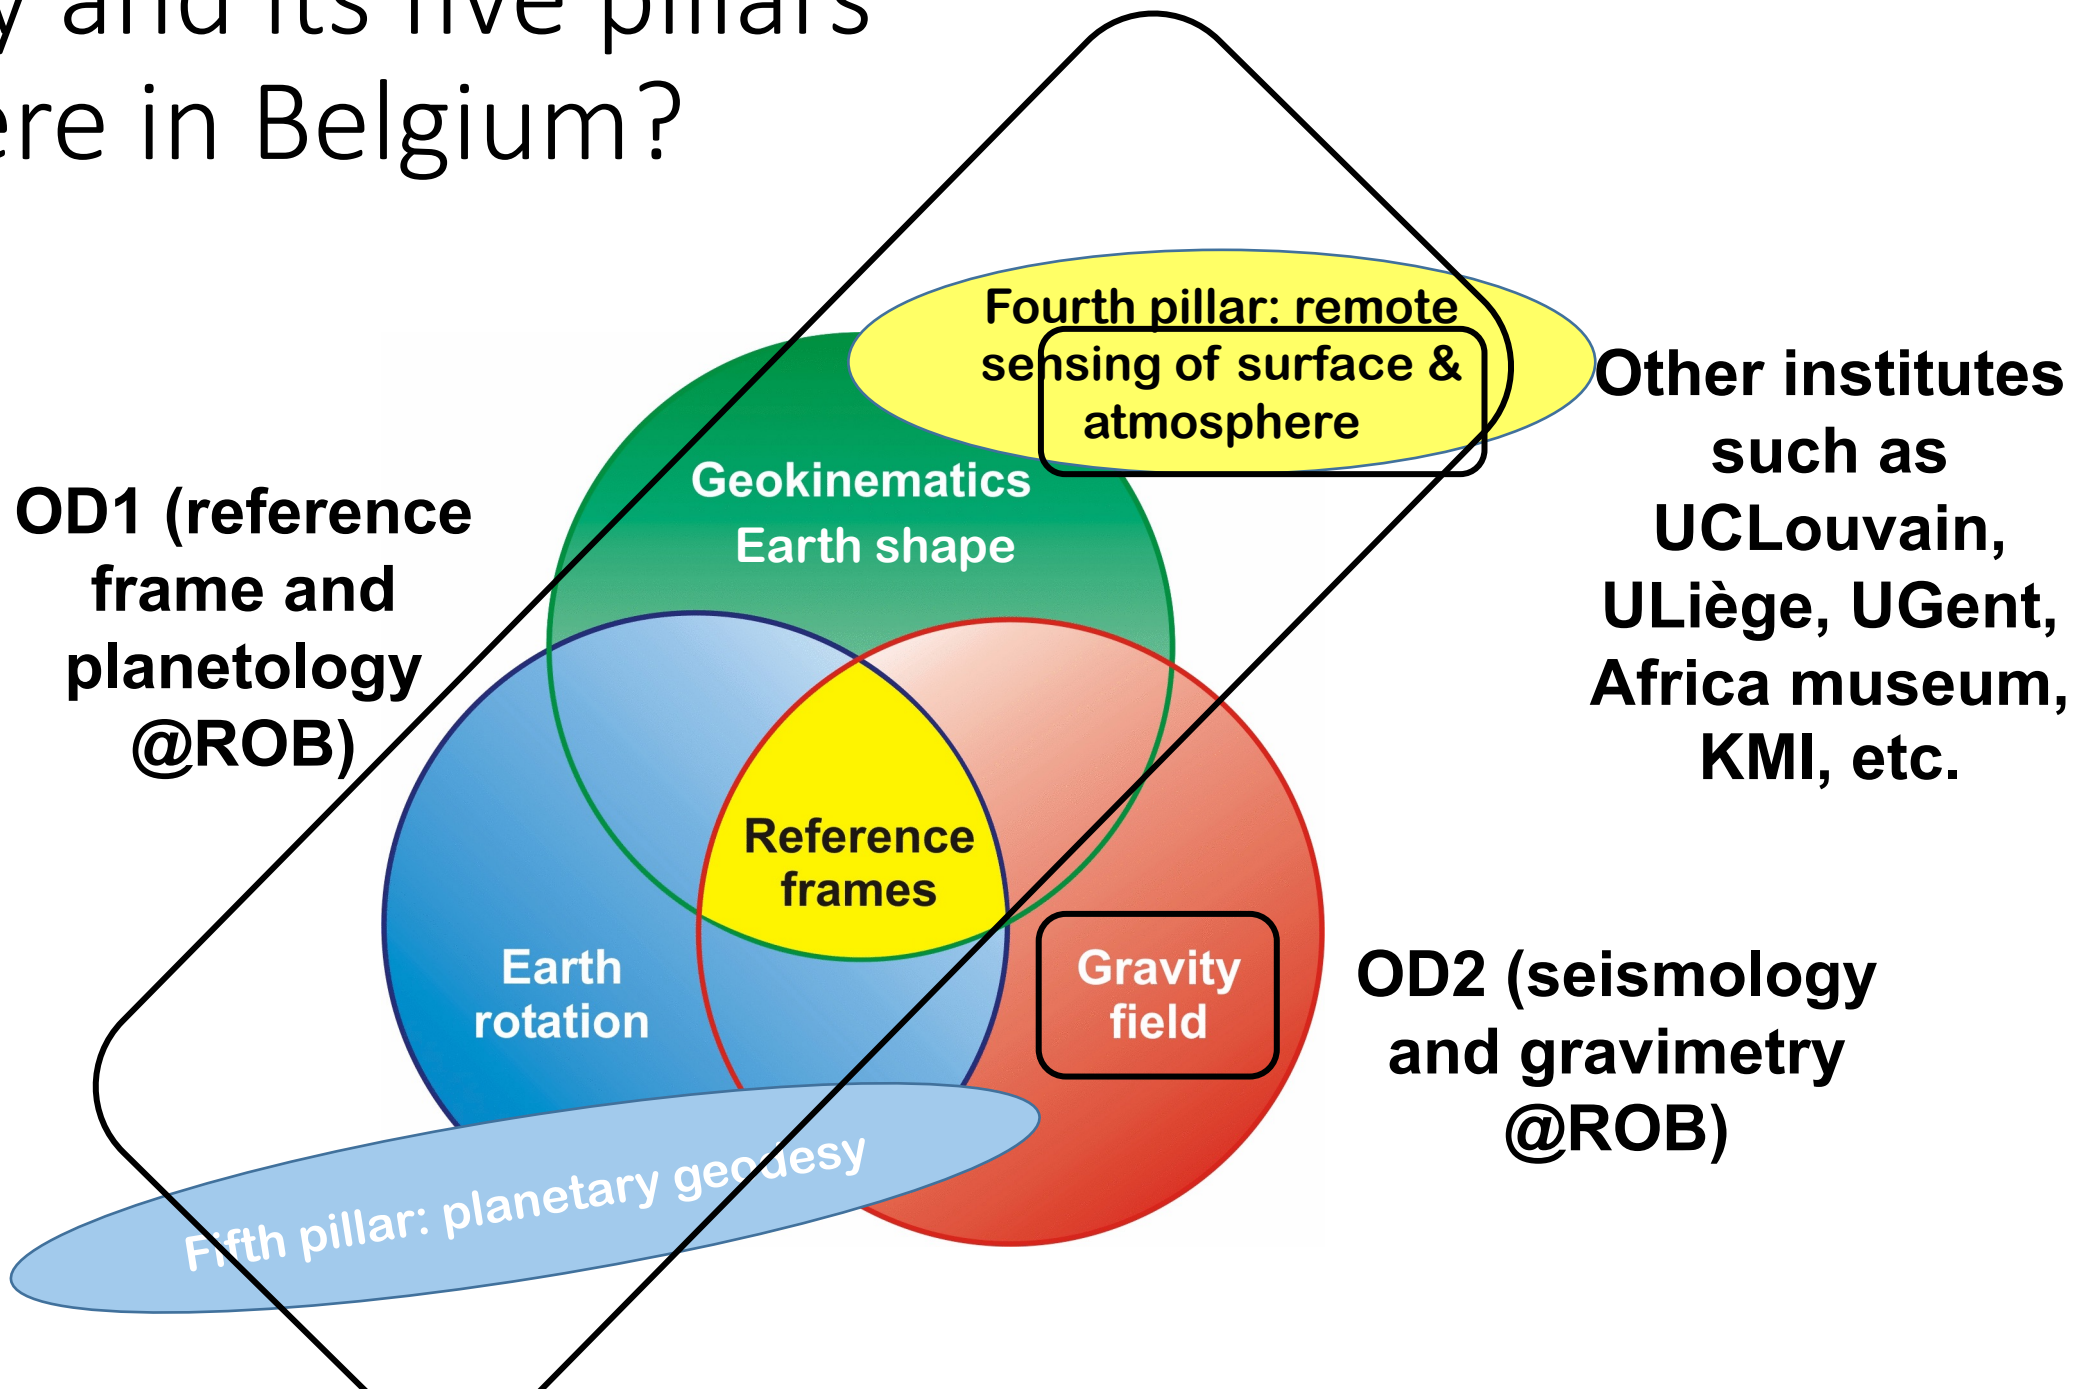 y and its five pillars
ere in Belgium?
Fourth pillar: remote
sensing of surface &
atmosphere
Other institutes
such as
UCLouvain,
ULiège, UGent,
Africa museum,
KMI, etc.
Geokinematics
Earth shape
OD1 (reference
frame and
planetology
@ROB)
Reference
frames
Earth
rotation
Gravity
field
OD2 (seismology
and gravimetry
@ROB)
Fifth pillar: planetary geodesy